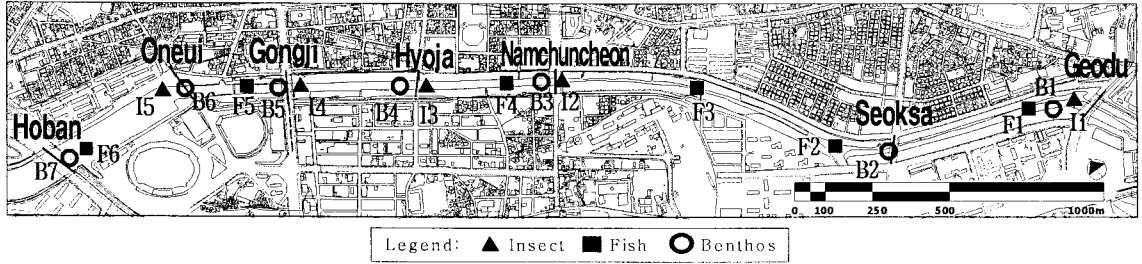 Oneui
Gongji
Hyoja
Namchuncheon
Geodu
B1
I5
B6
F5
B5
I4
B4
I3
F4
B3
I2
F3
Seoksa
F1
I1
Hoban
F6
B7
F2
B2
0 100 250 500 1000m
Legend: Insect Fish Benthos